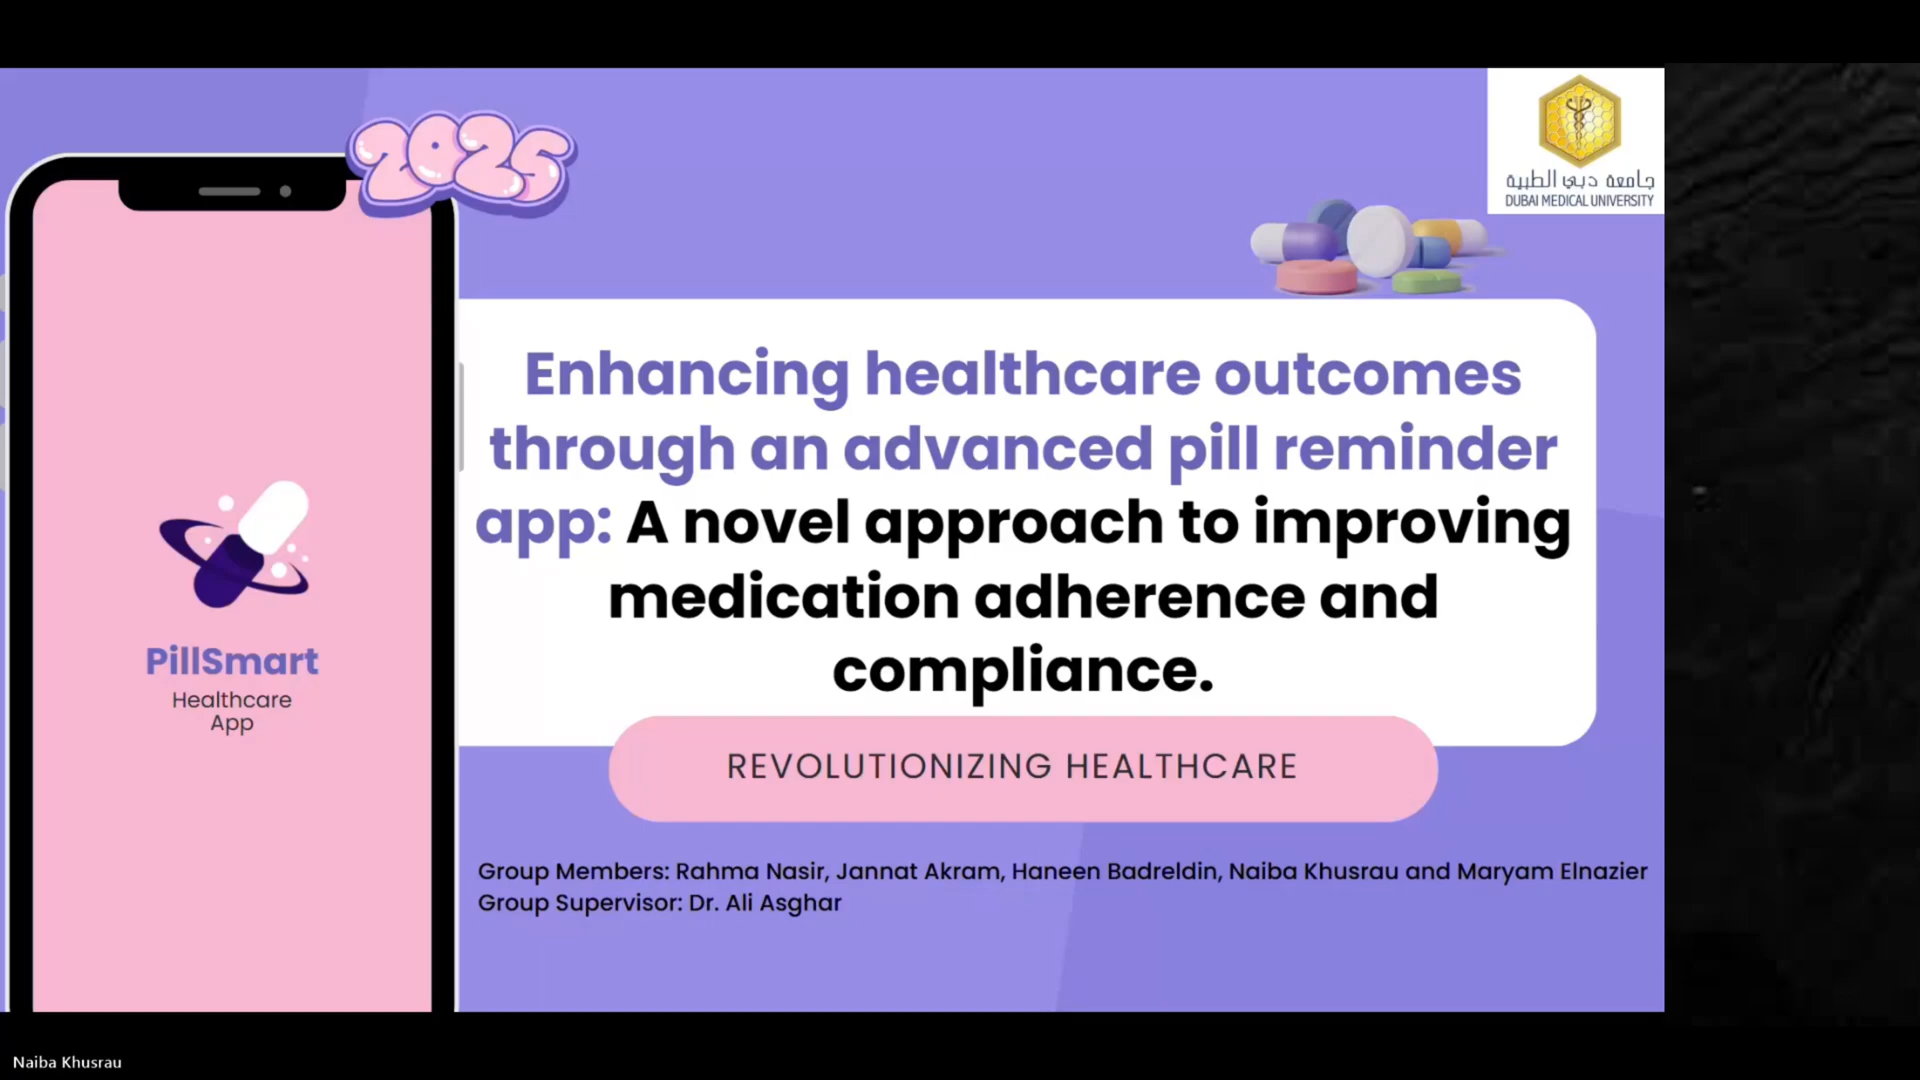 2025
جامعة دبي الطبية
DUBAI MEDICAL UNIVERSITY
Enhancing healthcare outcomes
through an advanced pill reminder
app: A novel approach to improving
medication adherence and
compliance.
REVOLUTIONIZING HEALTHCARE
PillSmart
Healthcare
App
Group Members: Rahma Nasir, Jannat Akram, Haneen Badreldin, Naiba Khusrau and Maryam Elnazier
Group Supervisor: Dr. Ali Asghar
Naiba Khusrau